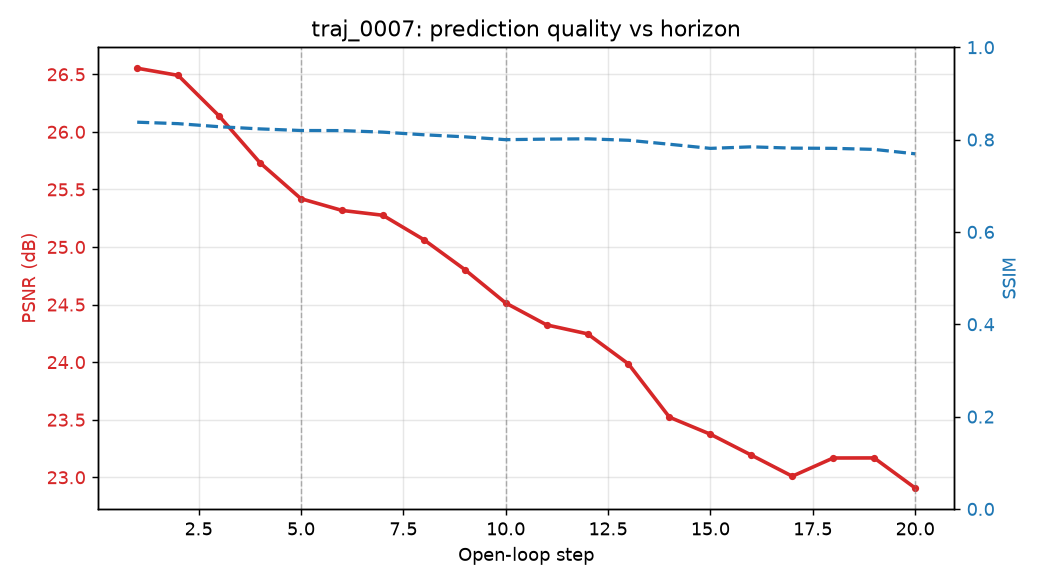 traj_0007: prediction quality vs horizon
PSNR (dB)
26.5
26.0
25.5
25.0
24.5
24.0
23.5
23.0
1.0
0.8
0.6
0.4
0.2
0.0
SSIM
2.5 5.0 7.5 10.0 12.5 15.0 17.5 20.0
Open-loop step